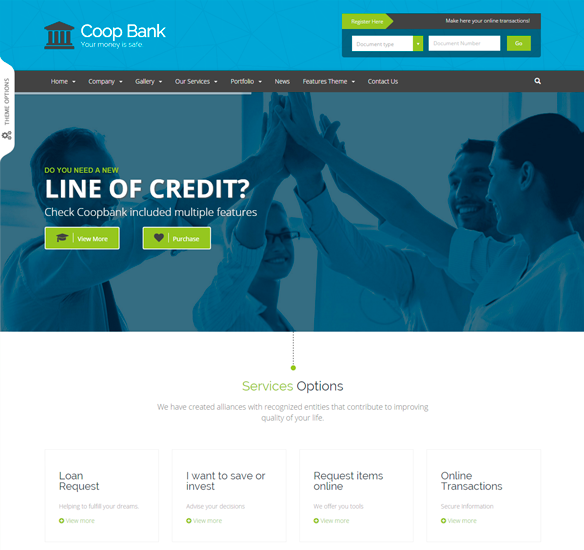 Coop Bank
Your money is safe
Register Here
Make here your online transactions!
Document type
Document Number
Go
THEME OPTIONS
Home
Company
Gallery
Our Services
Portfolio
News
Features Theme
Contact Us
DO YOU NEED A NEW
LINE OF CREDIT?
Check Coopbank included multiple features
View More
Purchase
Services Options
We have created alliances with recognized entities that contribute to improving
quality of your life.
Loan
Request
Helping to fulfill your dreams.
View more
I want to save or
invest
Advise your decisions
View more
Request items
online
We offer you tools
View more
Online
Transactions
Secure Information
View more